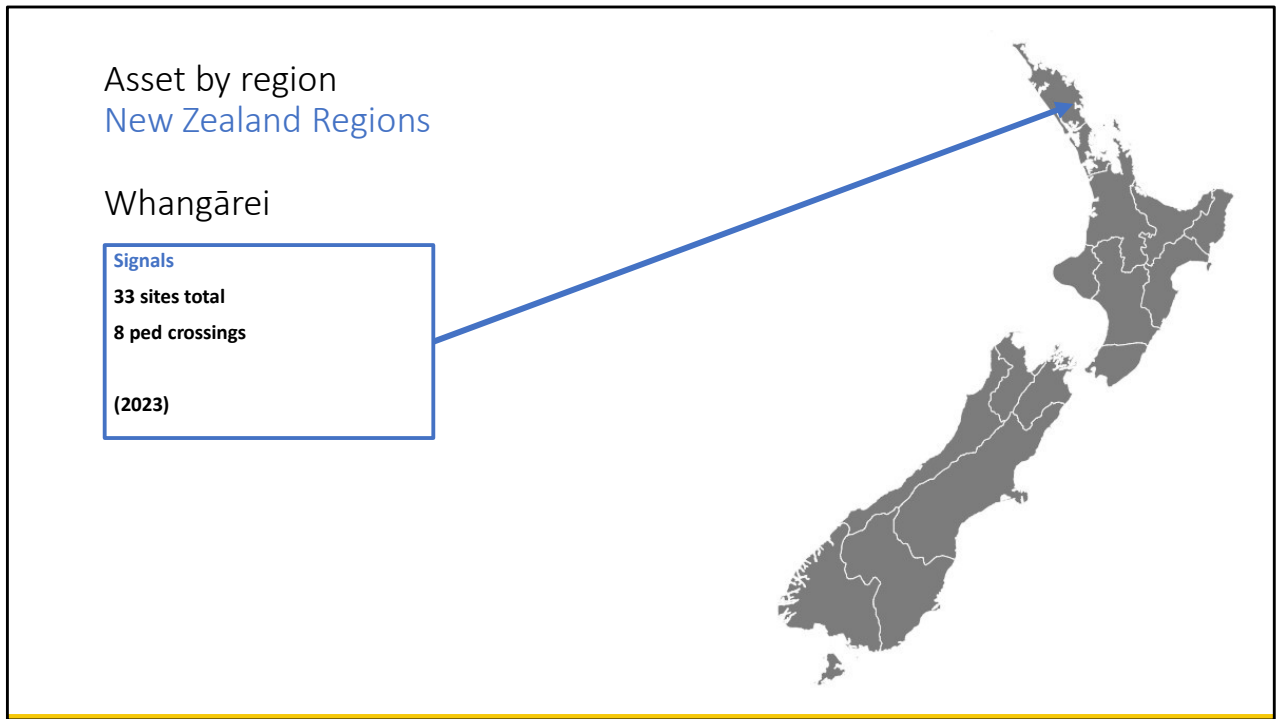 Asset by region
New Zealand Regions
Whangārei
Signals
33 sites total
8 ped crossings
(2023)